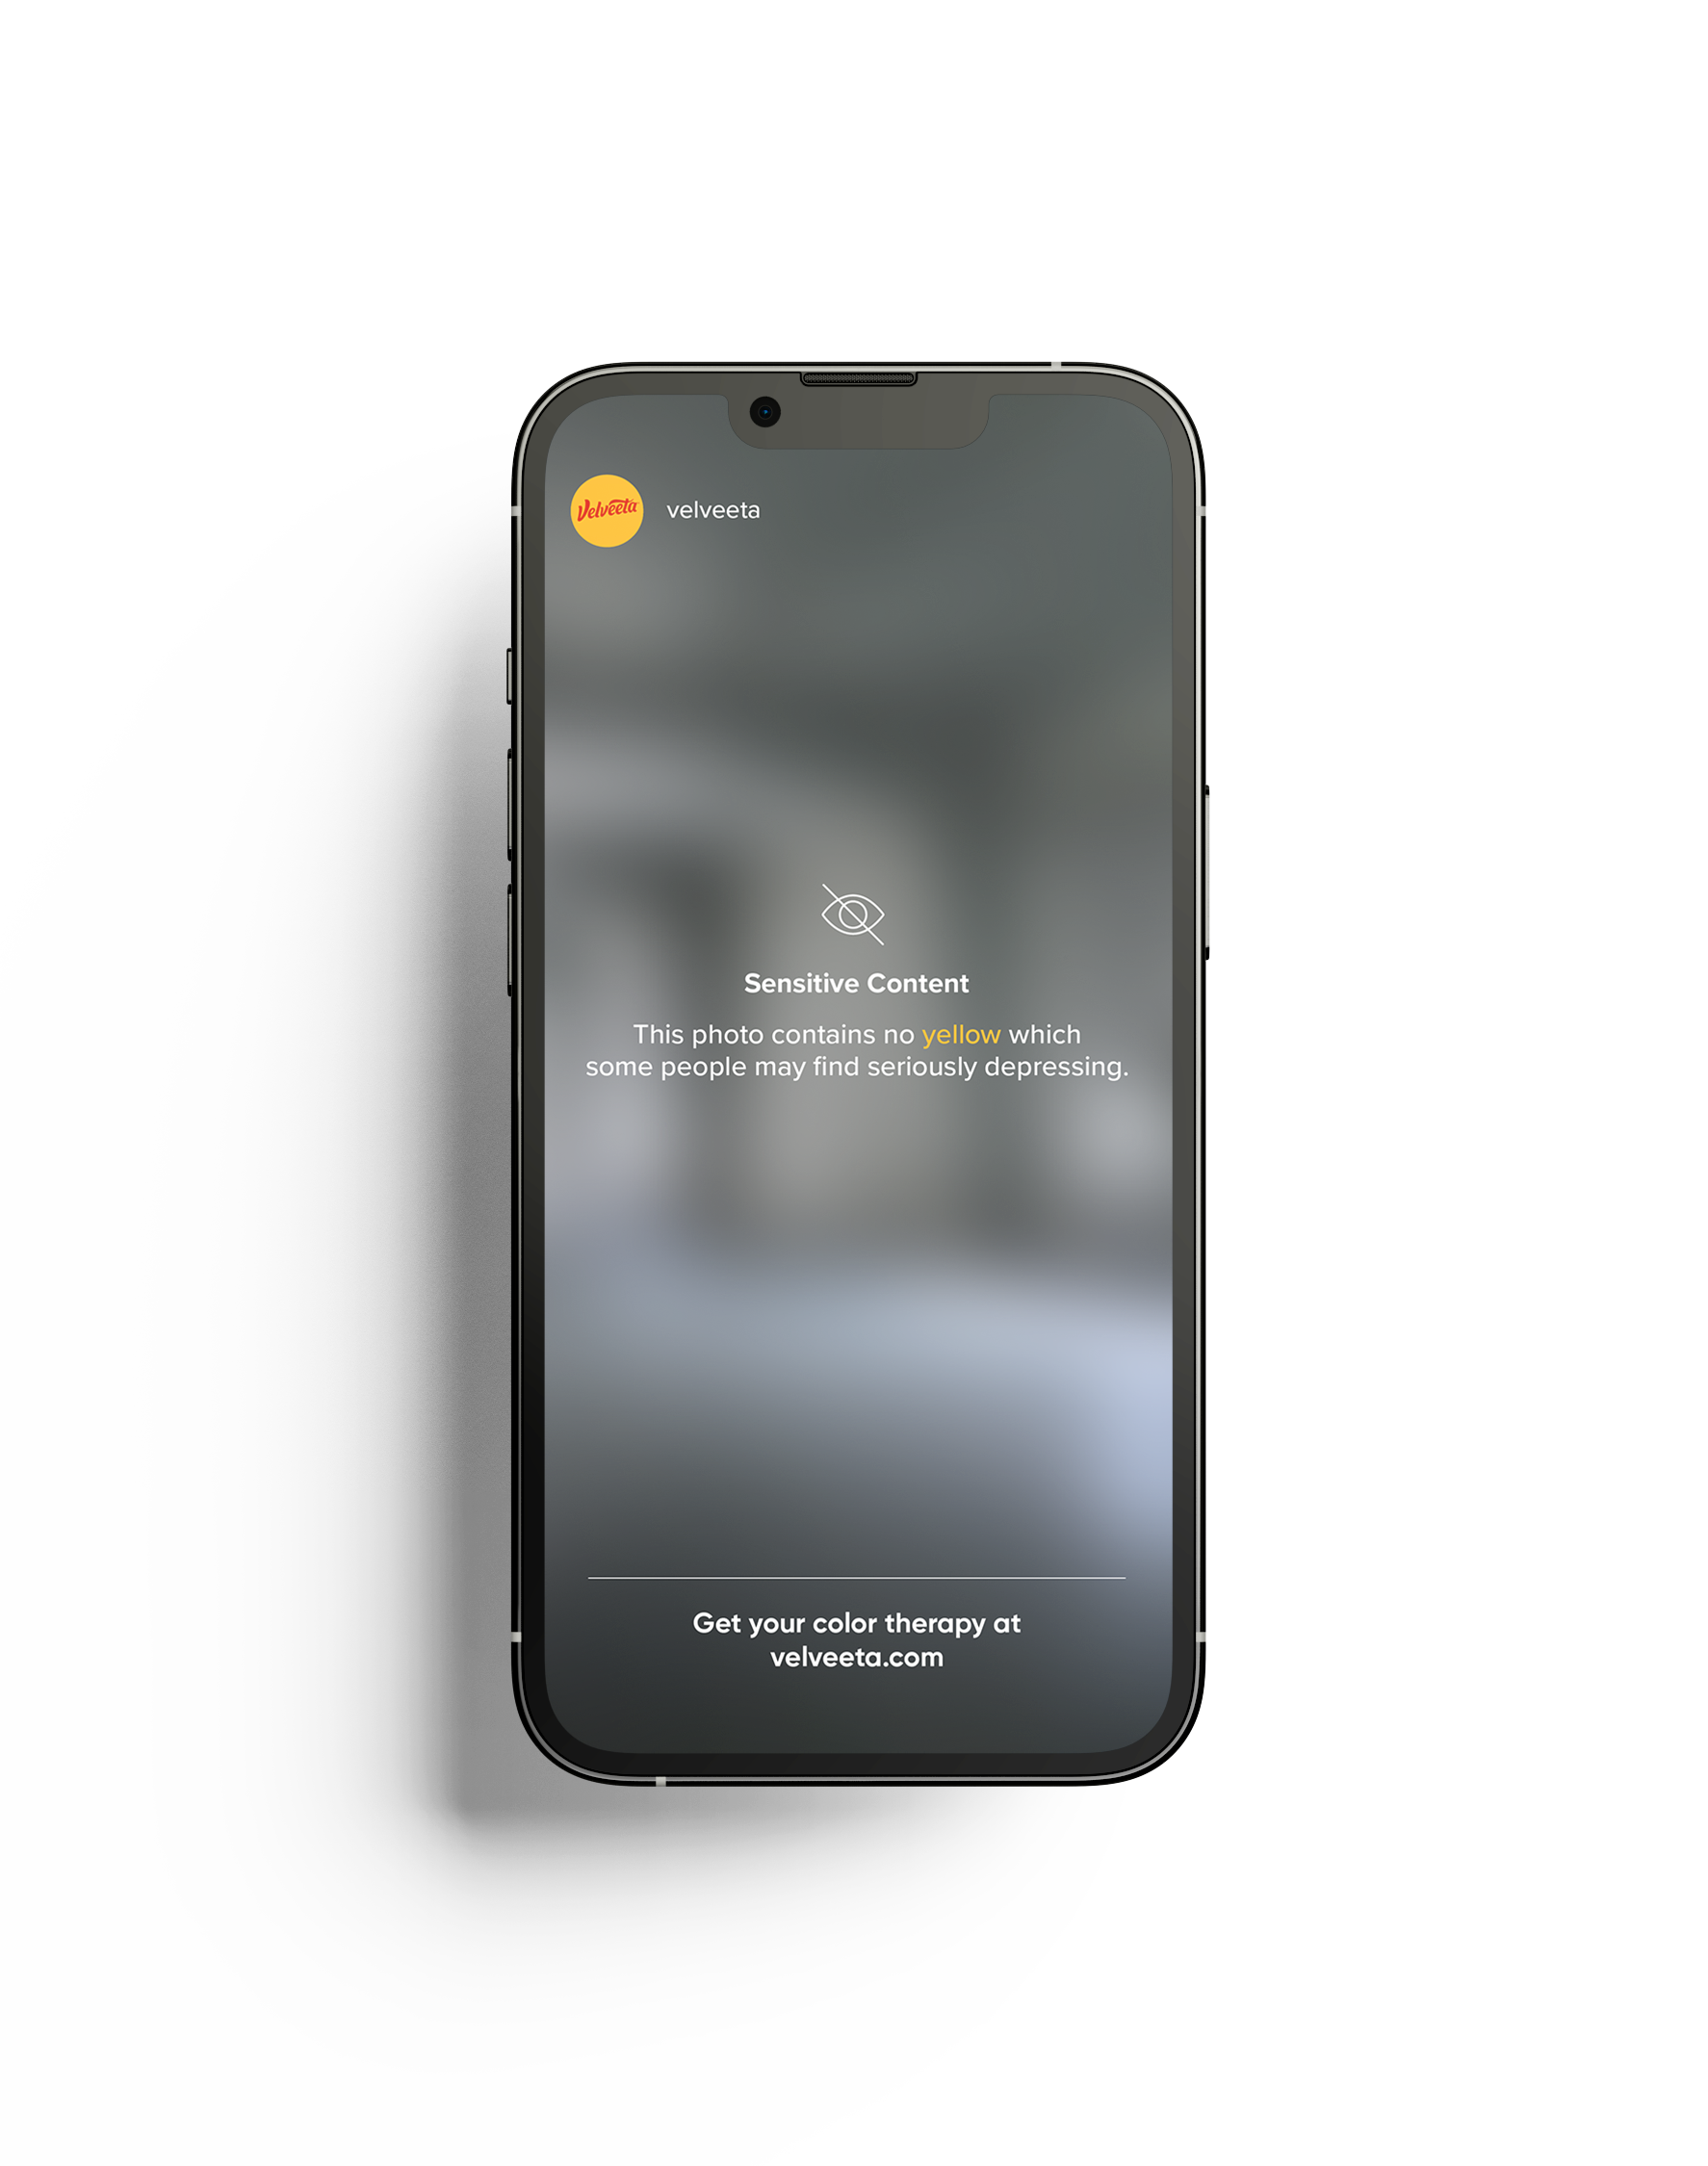 Velveeta
velveeta
Sensitive Content
This photo contains no yellow which
some people may find seriously depressing.
Get your color therapy at
velveeta.com